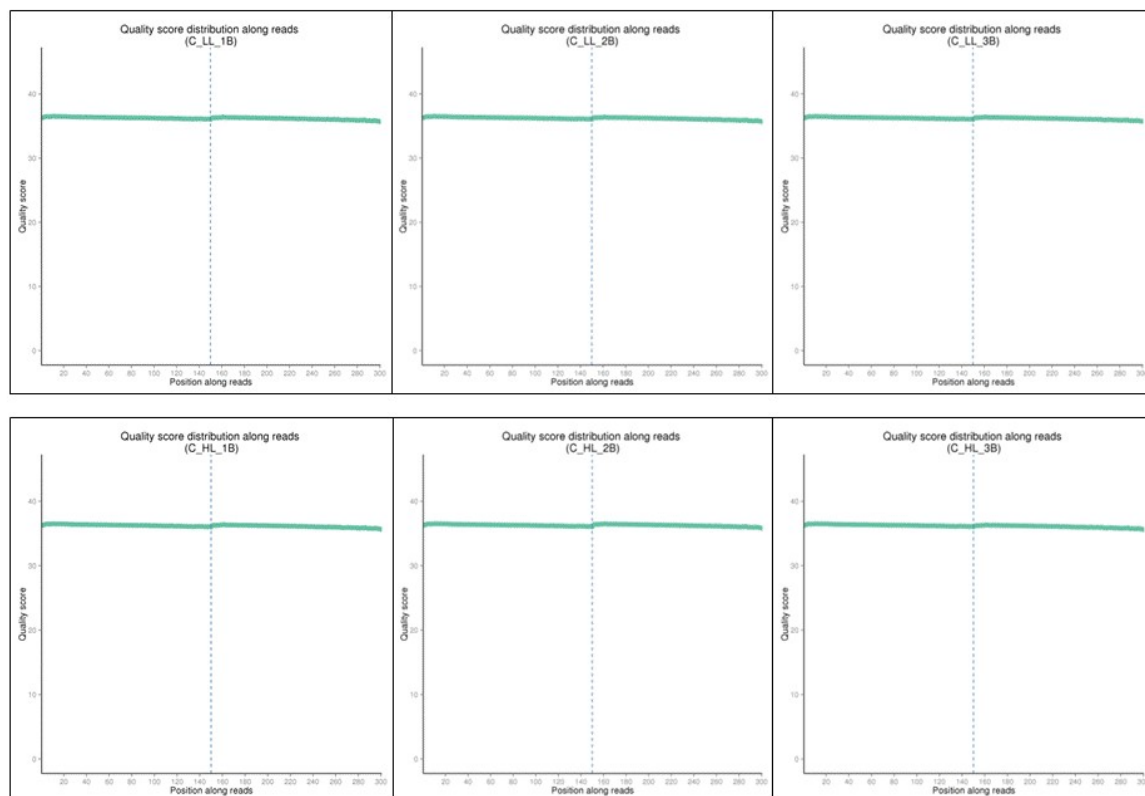 Quality score distribution along reads
(C_LL_1B)
40
30
20
10
0
Quality score
20 40 60 80 100 120 140 160 180 200 220 240 260 280 300
Position along reads
Quality score distribution along reads
(C_LL_2B)
40
30
20
10
0
Quality score
20 40 60 80 100 120 140 160 180 200 220 240 260 280 300
Position along reads
Quality score distribution along reads
(C_LL_3B)
40
30
20
10
0
Quality score
20 40 60 80 100 120 140 160 180 200 220 240 260 280 300
Position along reads
Quality score distribution along reads
(C_HL_1B)
40
30
20
10
0
Quality score
20 40 60 80 100 120 140 160 180 200 220 240 260 280 300
Position along reads
Quality score distribution along reads
(C_HL_2B)
40
30
20
10
0
Quality score
20 40 60 80 100 120 140 160 180 200 220 240 260 280 300
Position along reads
Quality score distribution along reads
(C_HL_3B)
40
30
20
10
0
Quality score
20 40 60 80 100 120 140 160 180 200 220 240 260 280 300
Position along reads